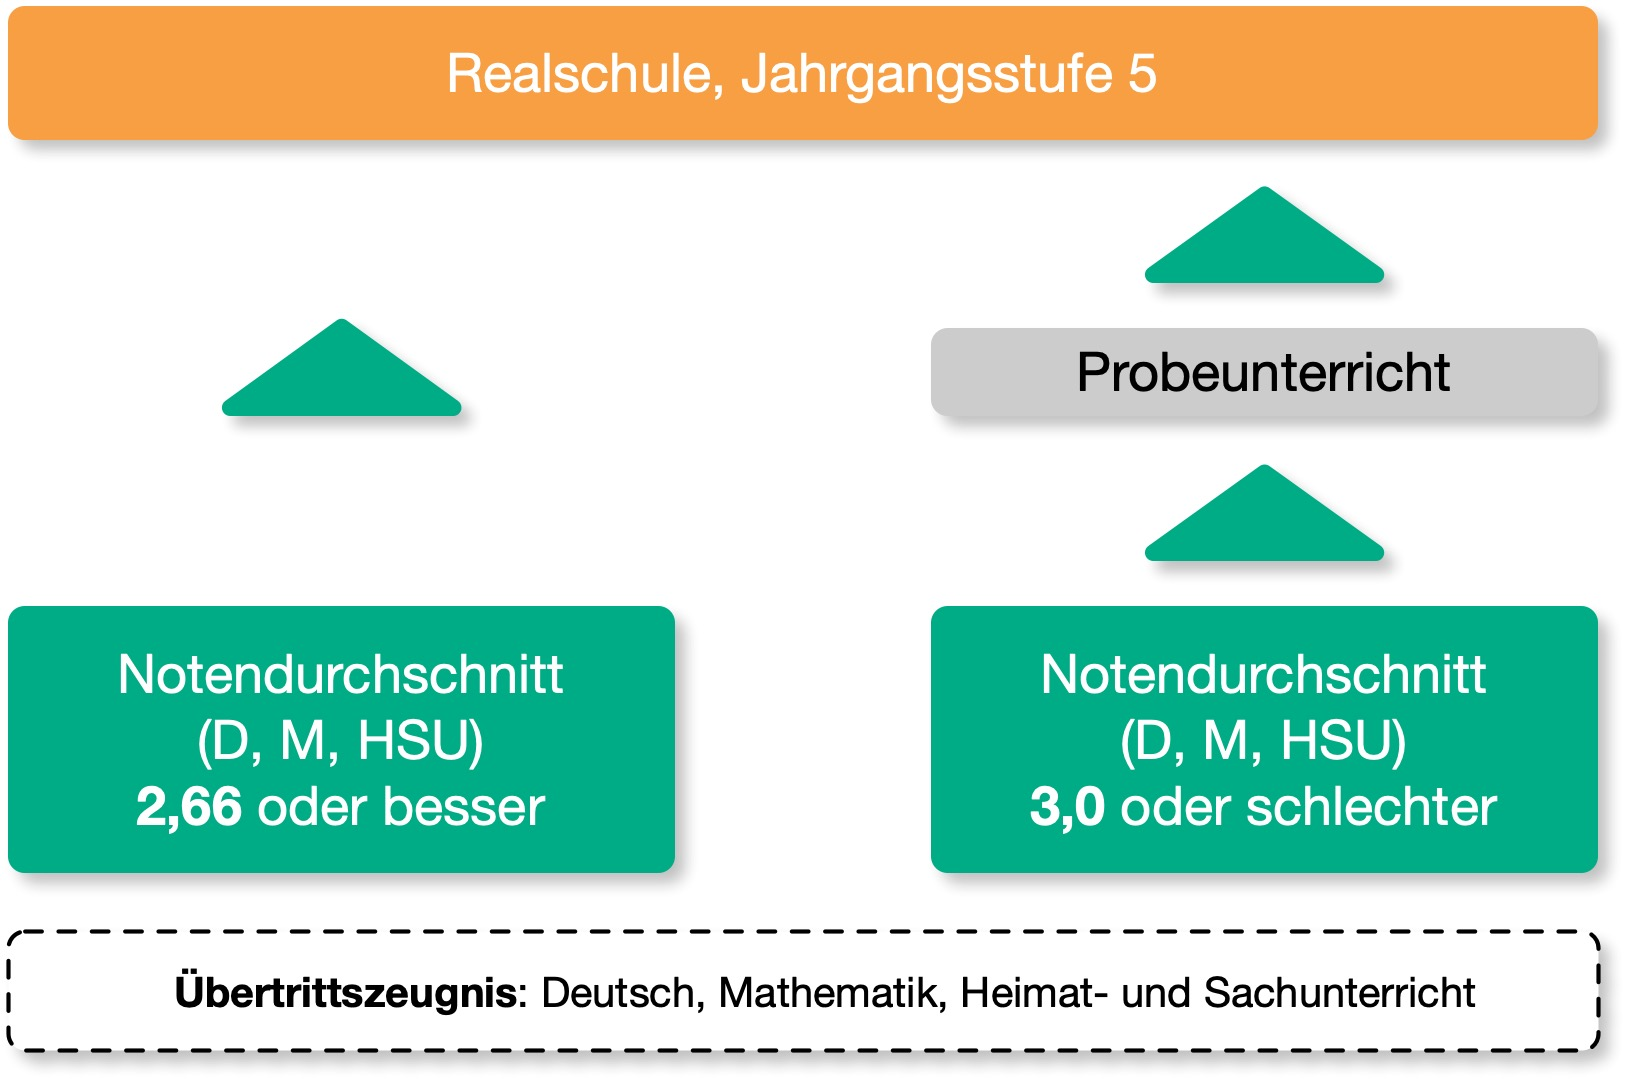 Realschule, Jahrgangsstufe 5
Probeunterricht
Notendurchschnitt
(D, M, HSU)
2,66 oder besser
Notendurchschnitt
(D, M, HSU)
3,0 oder schlechter
Übertrittszeugnis: Deutsch, Mathematik, Heimat- und Sachunterricht